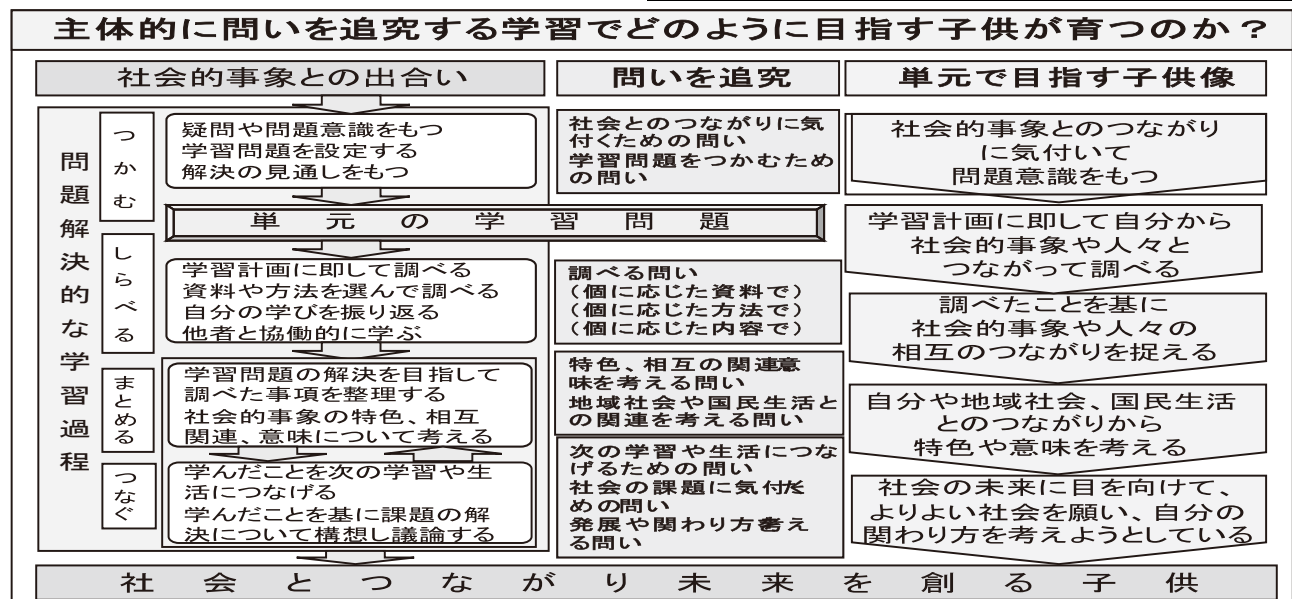 主体的に問いを追究する学習でどのように目指す子供が育つのか?
社会的事象との出合い
問いを追究
単元で目指す子供像
問題解決的な学習過程
つかむ
疑問や問題意識をもつ
学習問題を設定する
解決の見通しをもつ
社会とのつながりに気
付くための問い
学習問題をつかむため
の問い
社会的事象とのつながり
に気付いて
問題意識をもつ
単元の学習問題
しらべる
学習計画に即して調べる
資料や方法を選んで調べる
自分の学びを振り返る
他者と協働的に学ぶ
調べる問い
(個に応じた資料で)
(個に応じた方法で)
(個に応じた内容で)
学習計画に即して自分から
社会的事象や人々と
つながって調べる
調べたことを基に
社会的事象や人々の
相互のつながりを捉える
まとめる
学習問題の解決を目指して
調べた事項を整理する
社会的事象の特色、相互
関連、意味について考える
特色、相互の関連意
味を考える問い
地域社会や国民生活と
の関連を考える問い
自分や地域社会、国民生活
とのつながりから
特色や意味を考える
つなぐ
学んだことを次の学習や生
活につなげる
学んだことを基に課題の解
決について構想し議論する
次の学習や生活につな
げるための問い
社会の課題に気付くた
めの問い
発展や関わり方を考え
る問い
社会の未来に目を向けて、
よりよい社会を願い、自分の
関わり方を考えようとしている
社会とつながり未来を創る子供